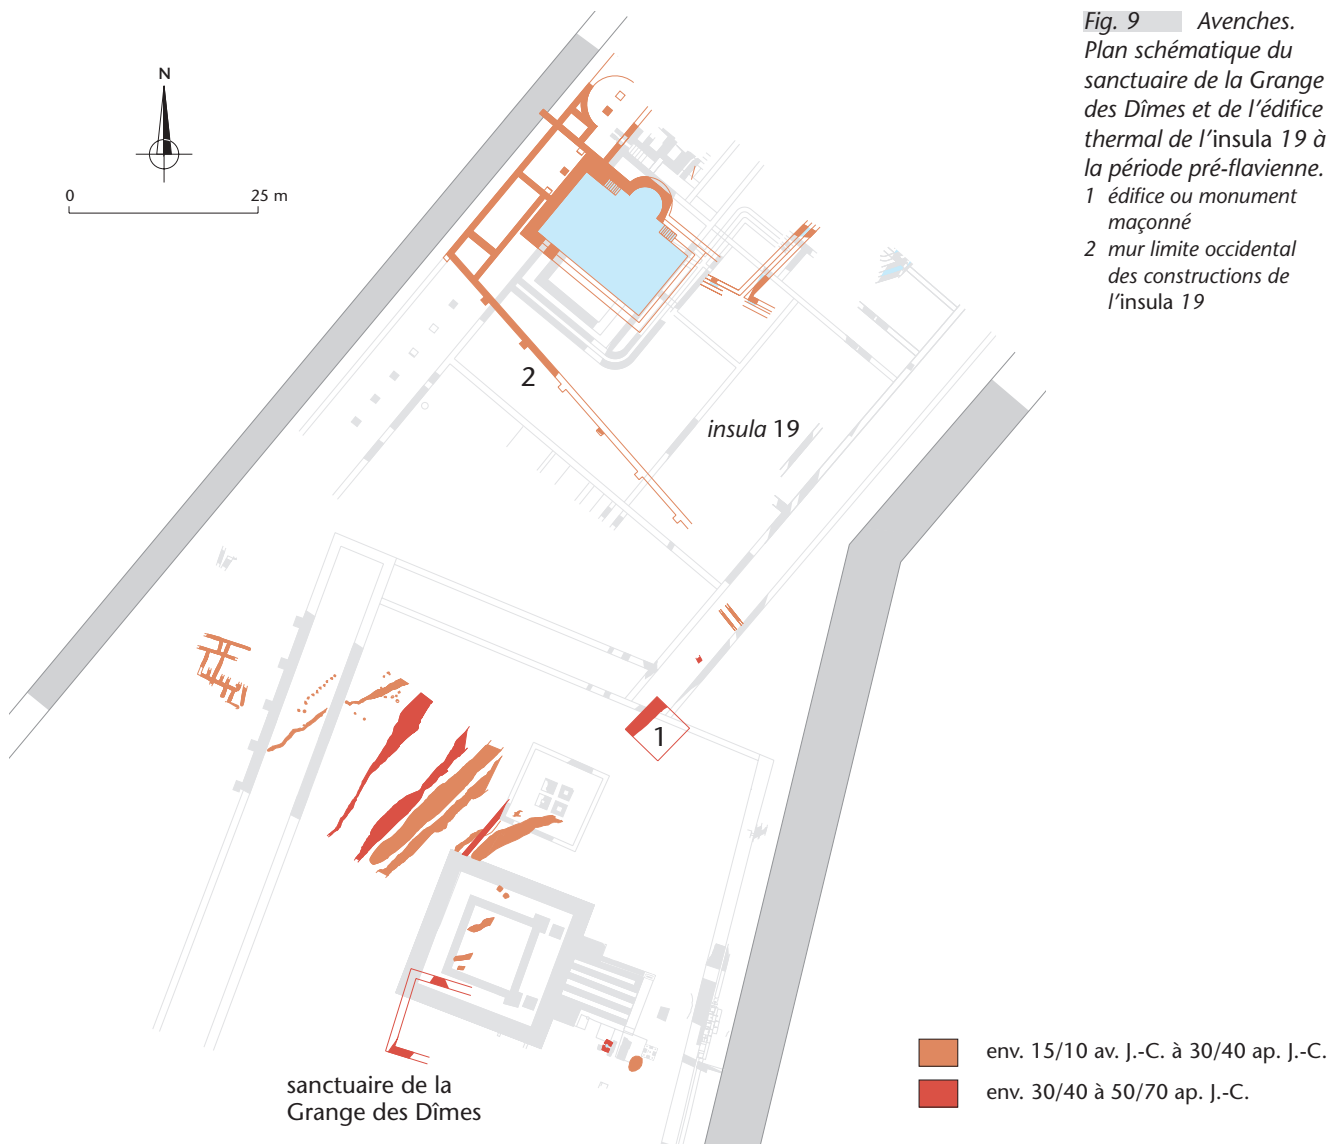 Fig. 9 Avenches.
Plan schématique du
sanctuaire de la Grange
des Dîmes et de l'édifice
thermal de l'insula 19 à
la période pré-flavienne.
1 édifice ou monument
maçonné
2 mur limite occidental
des constructions de
l'insula 19
N
0 25 m
2
insula 19
1
sanctuaire de la
Grange des Dîmes
env. 15/10 av. J.-C. à 30/40 ap. J.-C.
env. 30/40 à 50/70 ap. J.-C.